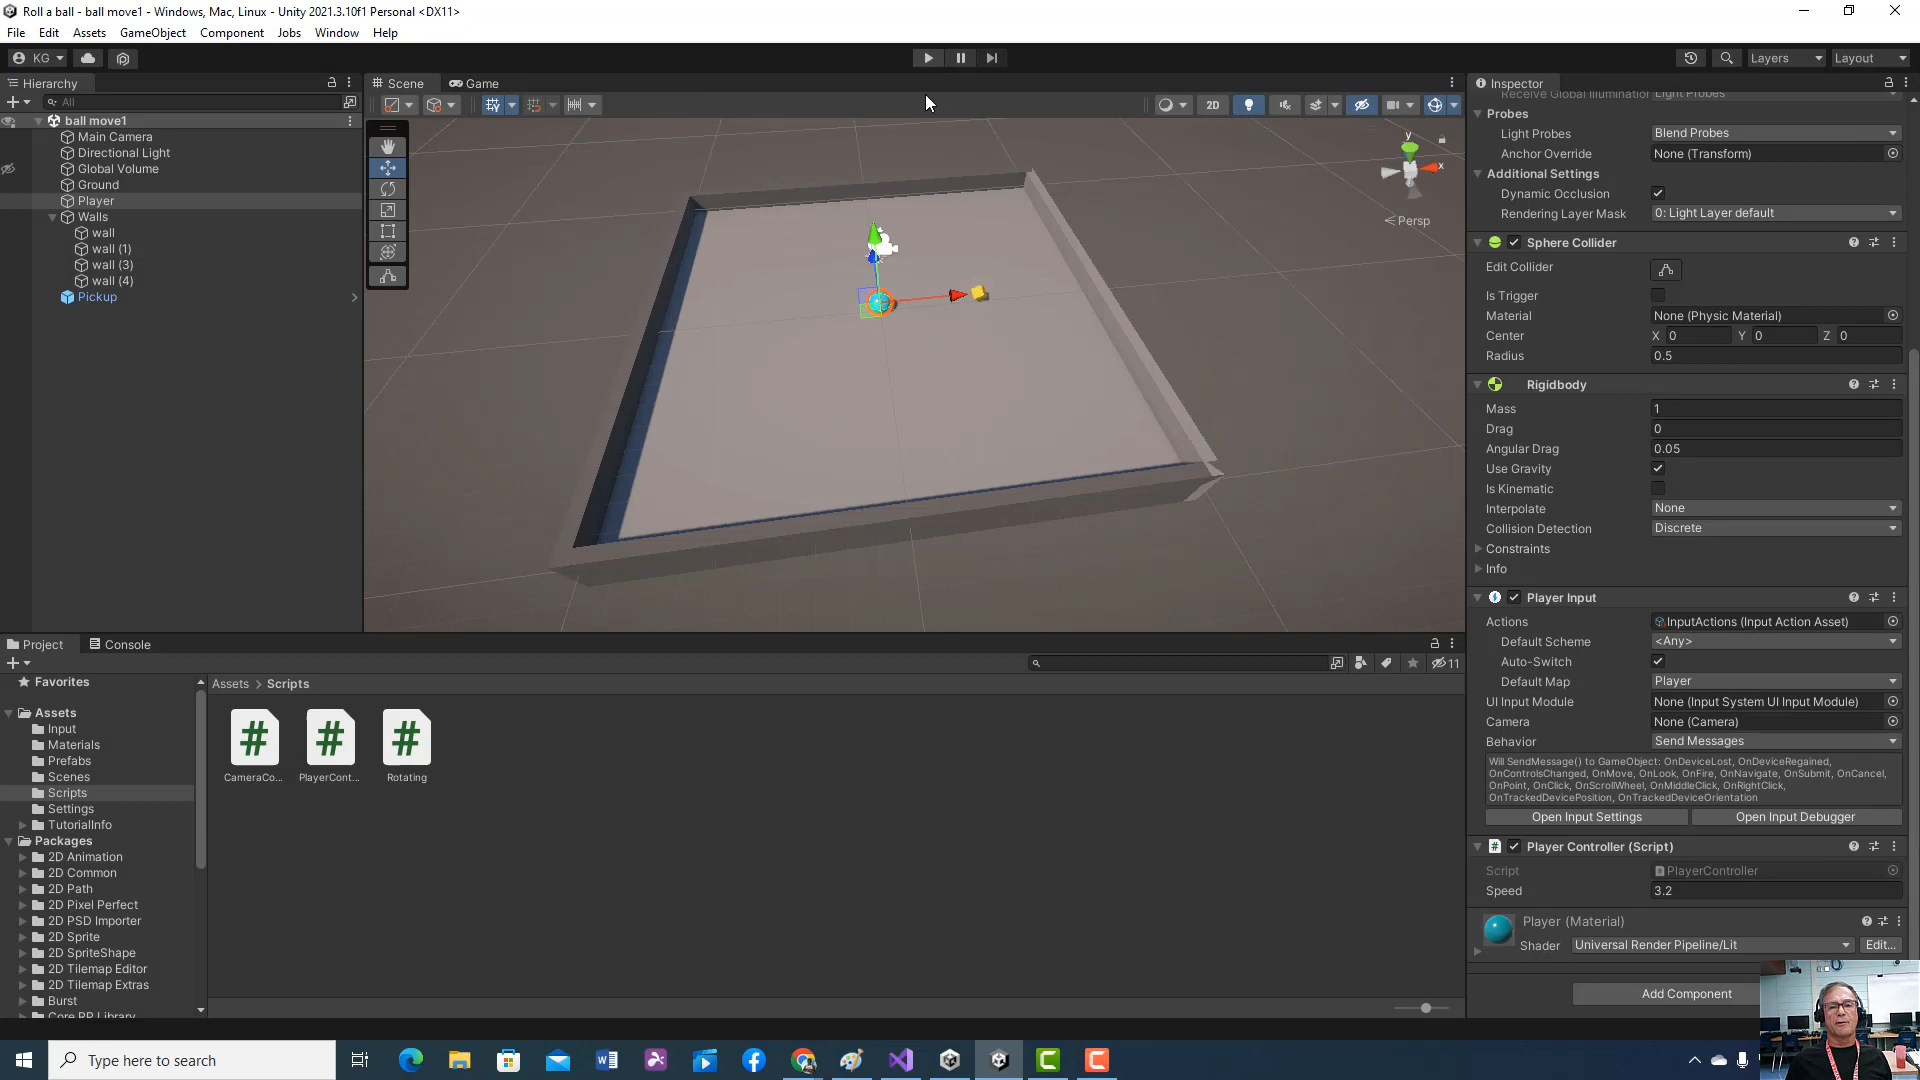 Roll a ball - ball move1 - Windows, Mac, Linux - Unity 2021.3.10f1 Personal <DX11>
File Edit Assets GameObject Component Jobs Window Help
KG
Layers Layout
Hierarchy
All
ball move1
Main Camera
Directional Light
Global Volume
Ground
Player
Walls
wall
wall (1)
wall (3)
wall (4)
Pickup
Scene Game
2D
y
x
Persp
Inspector
Receive Global Illumination Light Probes
Probes
Light Probes Blend Probes
Anchor Override None (Transform)
Additional Settings
Dynamic Occlusion
Rendering Layer Mask 0: Light Layer default
Sphere Collider
Edit Collider
Is Trigger
Material None (Physic Material)
Center X 0 Y 0 Z 0
Radius 0.5
Rigidbody
Mass 1
Drag 0
Angular Drag 0.05
Use Gravity
Is Kinematic
Interpolate None
Collision Detection Discrete
Constraints
Info
Player Input
Actions InputActions (Input Action Asset)
Default Scheme <Any>
Auto-Switch
Default Map Player
UI Input Module None (Input System UI Input Module)
Camera None (Camera)
Behavior Send Messages
Will SendMessage() to GameObject: OnDeviceLost, OnDeviceRegained,
OnControlsChanged, OnMove, OnLook, OnFire, OnNavigate, OnSubmit, OnCancel,
OnPoint, OnClick, OnScrollWheel, OnMiddleClick, OnRightClick,
OnTrackedDevicePosition, OnTrackedDeviceOrientation
Open Input Settings Open Input Debugger
Player Controller (Script)
Script PlayerController
Speed 3.2
Player (Material)
Shader Universal Render Pipeline/Lit Edit...
Add Component
Project Console
11
Favorites
Assets
Input
Materials
Prefabs
Scenes
Scripts
Settings
TutorialInfo
Packages
2D Animation
2D Common
2D Path
2D Pixel Perfect
2D PSD Importer
2D Sprite
2D SpriteShape
2D Tilemap Editor
2D Tilemap Extras
Burst
Core RP Library
Assets > Scripts
CameraCo... PlayerCont... Rotating
Type here to search